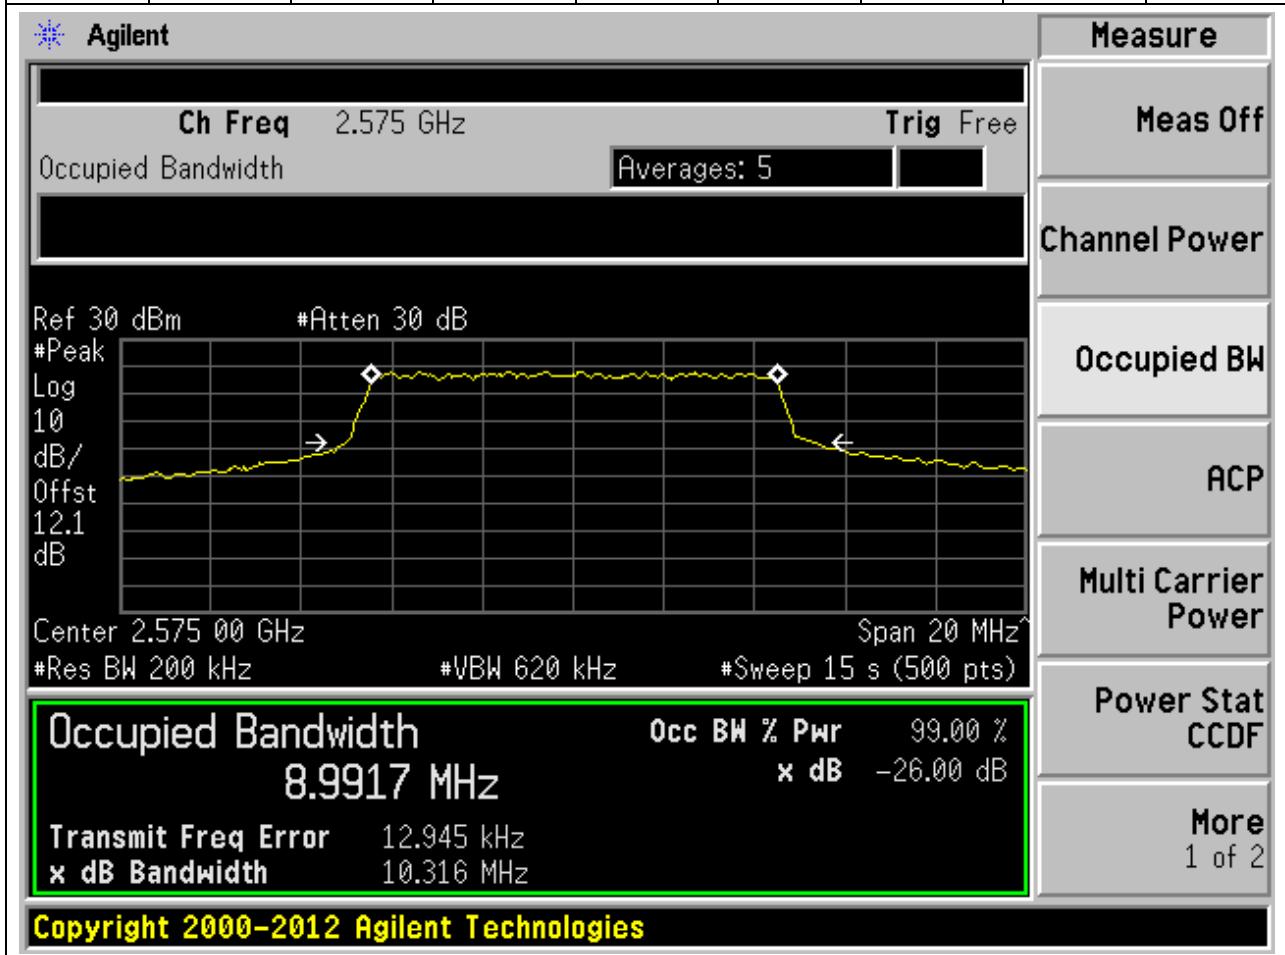 Agilent
Measure
Ch Freq 2.575 GHz Trig Free
Occupied Bandwidth Averages: 5
Meas Off
Channel Power
Occupied BW
ACP
Multi Carrier
Power
Power Stat
CCDF
More
1 of 2
Ref 30 dBm #Atten 30 dB
#Peak
Log
10
dB/
Offst
12.1
dB
Center 2.575 00 GHz Span 20 MHz^
#Res BW 200 kHz #VBW 620 kHz #Sweep 15 s (500 pts)
Occupied Bandwidth Occ BW % Pwr 99.00 %
8.9917 MHz x dB -26.00 dB
Transmit Freq Error 12.945 kHz
x dB Bandwidth 10.316 MHz
Copyright 2000-2012 Agilent Technologies